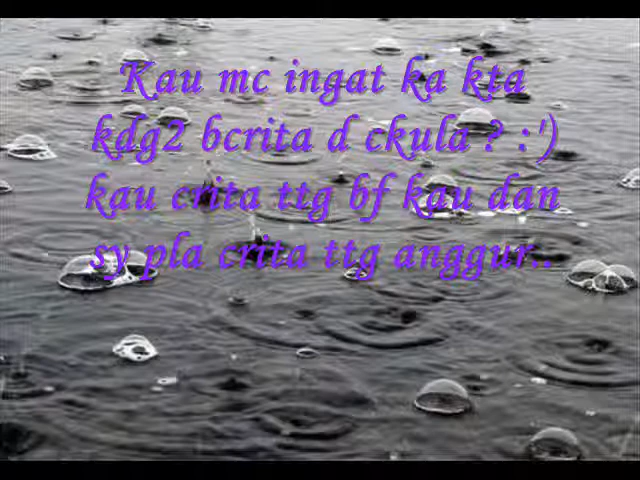 Kau mc ingat ka kta
kdg2 bcrita d ckula ? :')
kau crita ttg bf kau dan
sy pla crita ttg anggur..